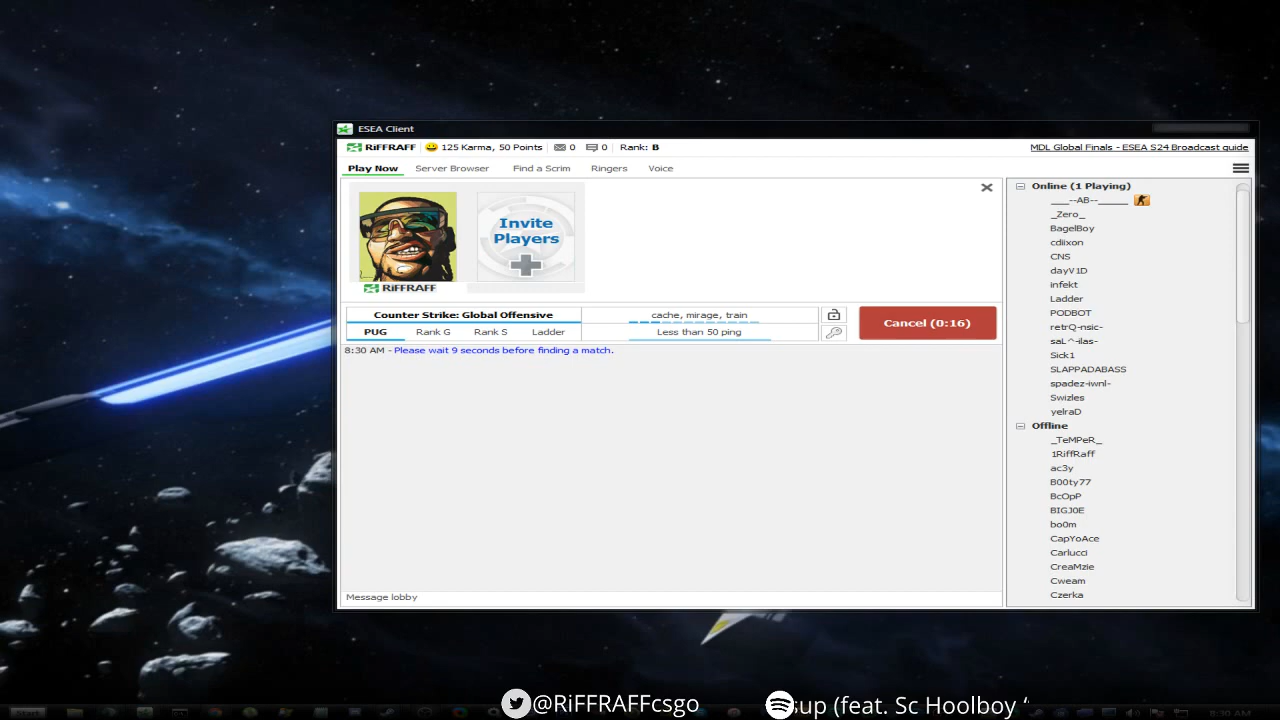 ESEA Client
RiFFRAFF 125 Karma, 50 Points 0 0 Rank: B MDL Global Finals - ESEA S24 Broadcast guide
Play Now Server Browser Find a Scrim Ringers Voice
Invite
Players
RiFFRAFF
Counter Strike: Global Offensive cache, mirage, train
PUG Rank G Rank S Ladder Less than 50 ping
Cancel (0:16)
8:30 AM - Please wait 9 seconds before finding a match.
Message lobby
Online (1 Playing)
___--AB--_____
_Zero_
BagelBoy
cdiixon
CNS
dayV1D
infekt
Ladder
PODBOT
retrQ-nsic-
saL^-ilas-
Sick1
SLAPPADABASS
spadez-iwnl-
Swizles
yelraD
Offline
_TeMPeR_
1RiffRaff
ac3y
B00ty77
BcOpP
BIGJ0E
bo0m
CapYoAce
Carlucci
CreaMzie
Cweam
Czerka
@RiFFRAFFcsgo sup (feat. Sc Hoolboy
8:30 AM